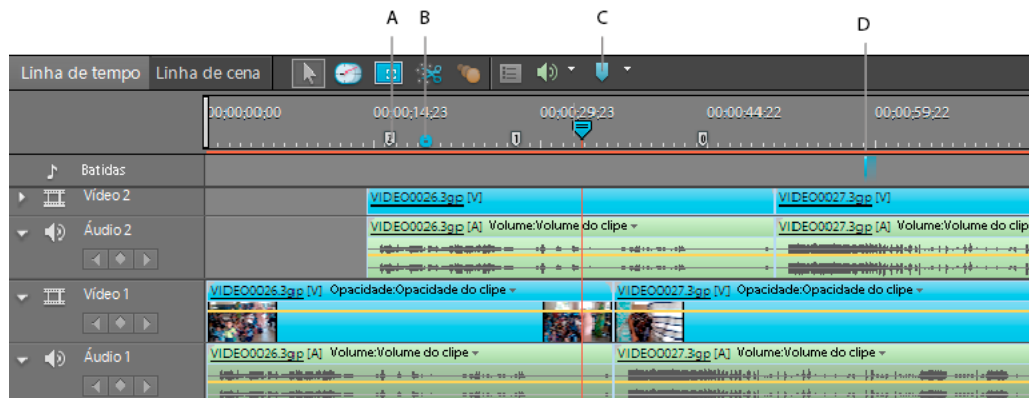 A B C D
Linha de tempo Linha de cena
00;00;00;00 00;00;14;23 00;00;29;23 00;00;44;22 00;00;59;22
2 1 0
Batidas
Vídeo 2 VIDEO0026.3gp [V] VIDEO0027.3gp [V]
Áudio 2 VIDEO0026.3gp [A] Volume:Volume do clipe VIDEO0027.3gp [A] Volume:Volume do clip
Vídeo 1 VIDEO0026.3gp [V] Opacidade:Opacidade do clipe VIDEO0027.3gp [V] Opacidade:Opacidade do clipe
Áudio 1 VIDEO0026.3gp [A] Volume:Volume do clipe VIDEO0027.3gp [A] Volume:Volume do clipe